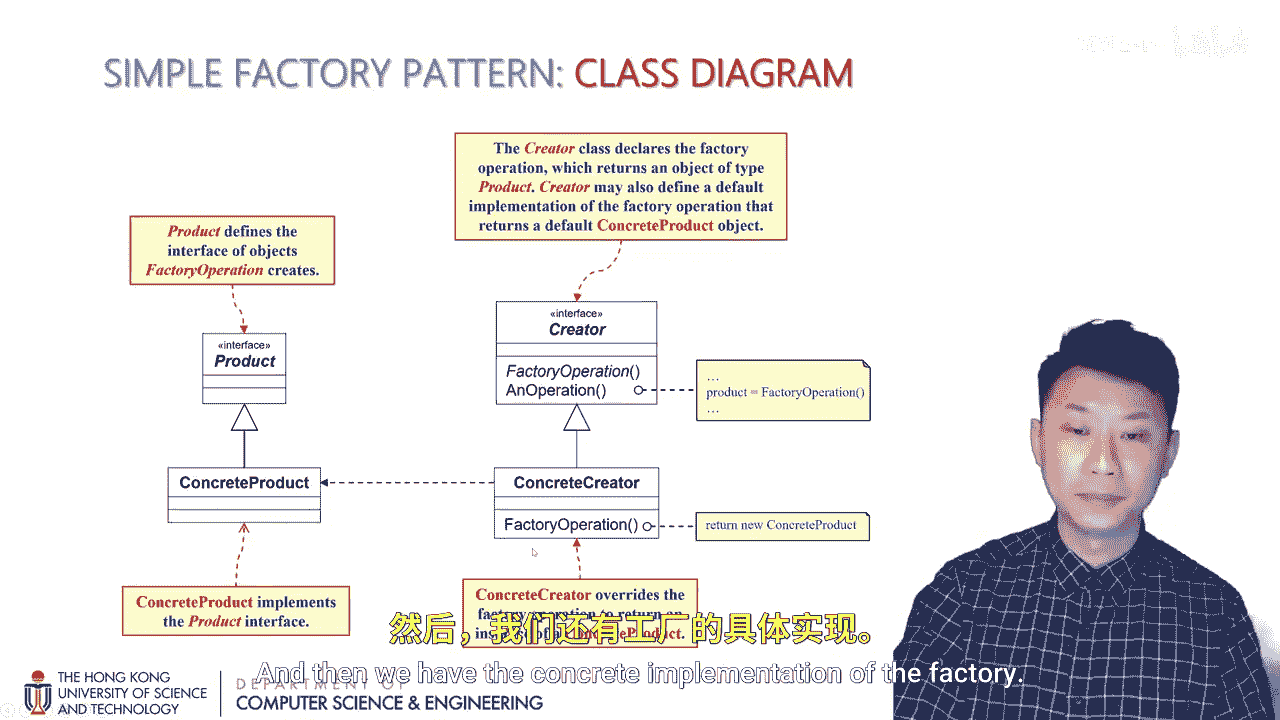 SIMPLE FACTORY PATTERN: CLASS DIAGRAM
The Creator class declares the factory
operation, which returns an object of type
Product. Creator may also define a default
implementation of the factory operation that
returns a default ConcreteProduct object.
Product defines the
interface of objects
FactoryOperation creates.
«interface»
Product
«interface»
Creator
FactoryOperation()
AnOperation()
...
product = FactoryOperation()
...
ConcreteProduct
ConcreteCreator
FactoryOperation()
return new ConcreteProduct
ConcreteProduct implements
the Product interface.
ConcreteCreator overrides the
然后，我们还有工厂的具体实现。
And then we have the concrete implementation of the factory.
THE HONG KONG
UNIVERSITY OF SCIENCE
AND TECHNOLOGY
DEPARTMENT OF
COMPUTER SCIENCE & ENGINEERING